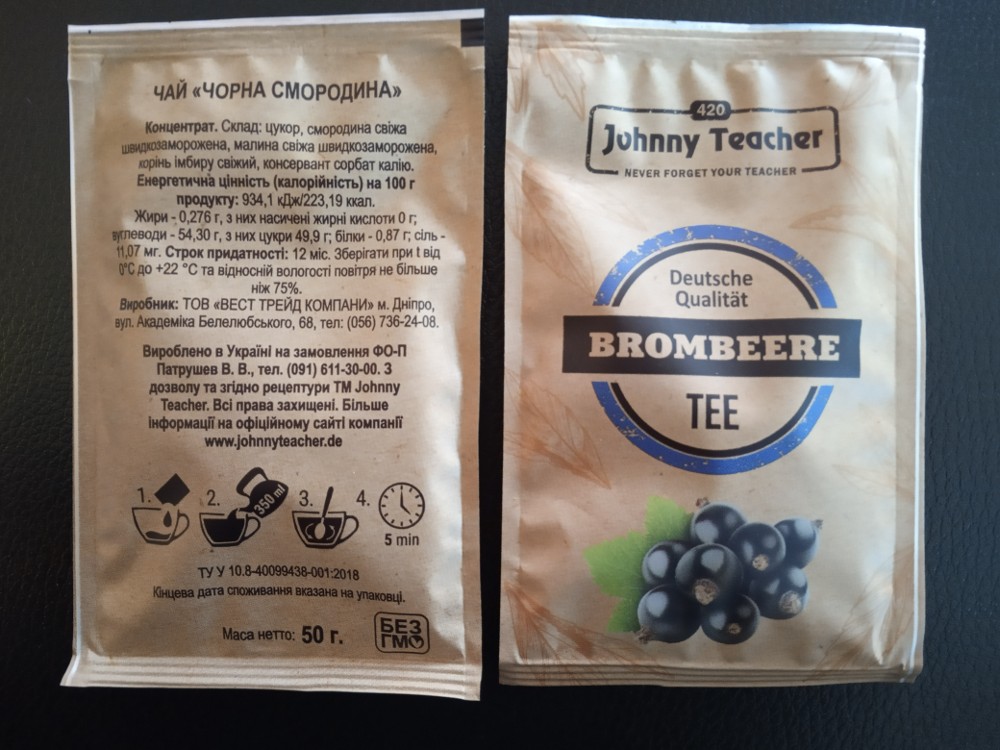 ЧАЙ «ЧОРНА СМОРОДИНА»
Концентрат. Склад: цукор, смородина свіжа
швидкозаморожена, малина свіжа швидкозаморожена,
корінь імбиру свіжий, консервант сорбат калію.
Енергетична цінність (калорійність) на 100 г
продукту: 934,1 кДж/223,19 ккал.
Жири - 0,276 г, з них насичені жирні кислоти 0 г;
вуглеводи - 54,30 г, з них цукри 49,9 г; білки - 0,87 г; сіль -
11,07 мг. Строк придатності: 12 міс. Зберігати при t від
0°С до +22 °С та відносній вологості повітря не більше
ніж 75%.
Виробник: ТОВ «ВЕСТ ТРЕЙД КОМПАНИ» м. Дніпро,
вул. Академіка Белелюбського, 68, тел: (056) 736-24-08.
Вироблено в Україні на замовлення ФО-П
Патрушев В. В., тел. (091) 611-30-00. З
дозволу та згідно рецептури ТМ Johnny
Teacher. Всі права захищені. Більше
інформації на офіційному сайті компанії
www.johnnyteacher.de
1. 2. 350 ml 3. 4.
5 min
ТУ У 10.8-40099438-001:2018
Кінцева дата споживання вказана на упаковці.
Маса нетто: 50 г.
БЕЗ
ГМО
420
Johnny Teacher
NEVER FORGET YOUR TEACHER
Deutsche
Qualität
BROMBEERE
TEE